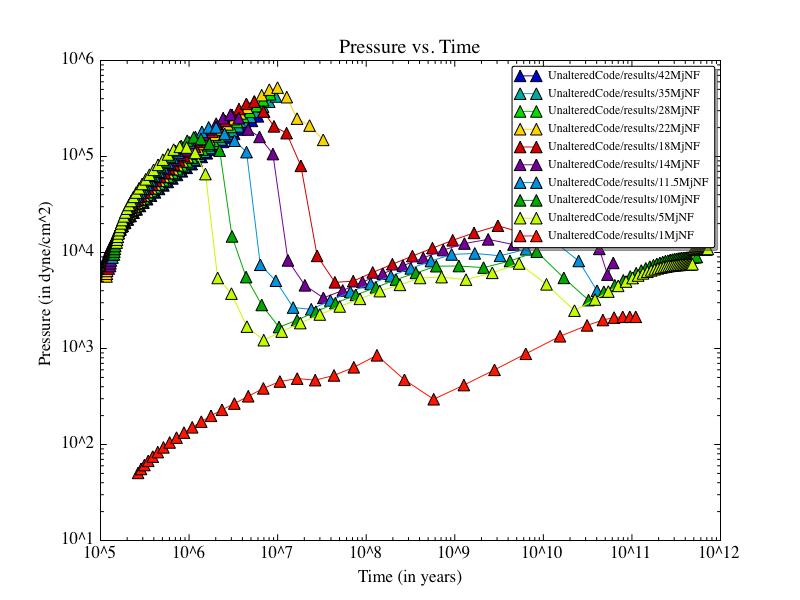 Pressure vs. Time
10^6
10^5
10^4
10^3
10^2
10^1
Pressure (in dyne/cm^2)
UnalteredCode/results/42MjNF
UnalteredCode/results/35MjNF
UnalteredCode/results/28MjNF
UnalteredCode/results/22MjNF
UnalteredCode/results/18MjNF
UnalteredCode/results/14MjNF
UnalteredCode/results/11.5MjNF
UnalteredCode/results/10MjNF
UnalteredCode/results/5MjNF
UnalteredCode/results/1MjNF
10^5 10^6 10^7 10^8 10^9 10^10 10^11 10^12
Time (in years)